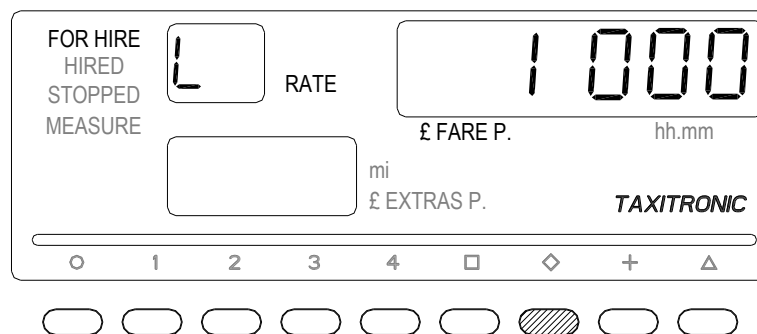 FOR HIRE
HIRED
STOPPED
MEASURE
L
RATE
1 000
£ FARE P.
hh.mm
mi
£ EXTRAS P.
TAXITRONIC
○ 1 2 3 4 □ ◇ + △